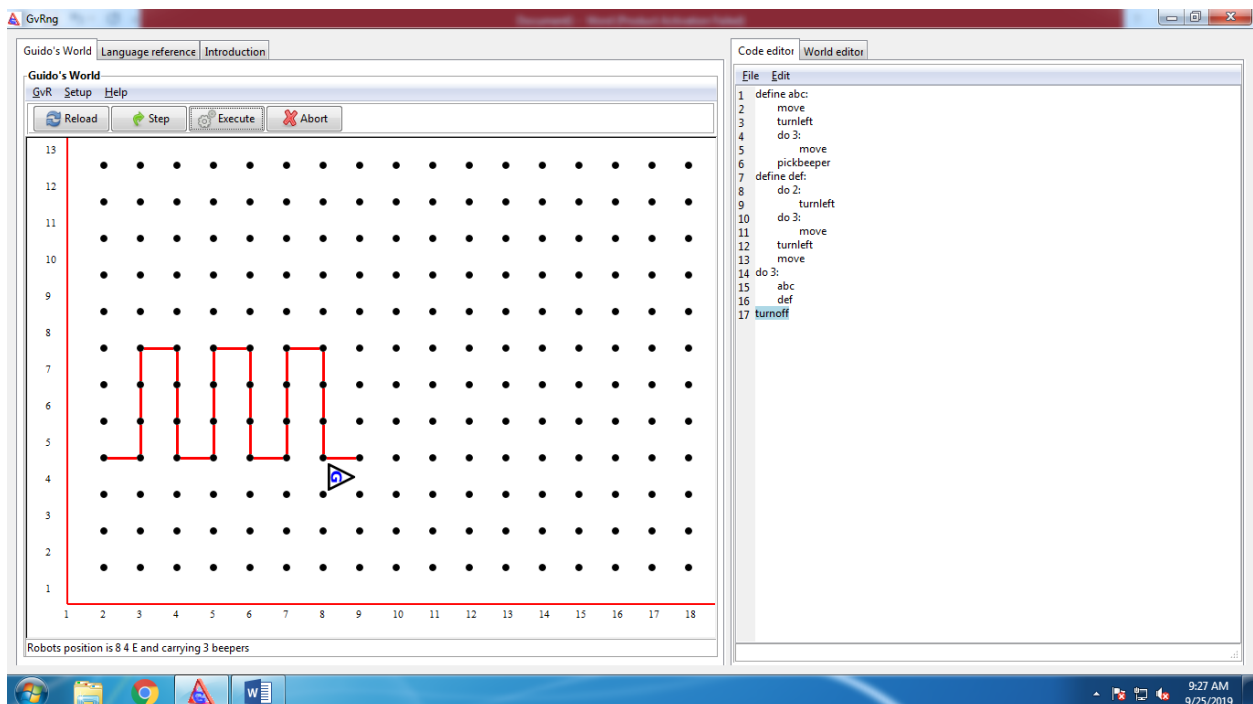 GvRng
Guido's World Language reference Introduction
Guido's World
GvR Setup Help
Reload Step Execute Abort
13
12
11
10
9
8
7
6
5
4
3
2
1
G
1 2 3 4 5 6 7 8 9 10 11 12 13 14 15 16 17 18
Robots position is 8 4 E and carrying 3 beepers
Code editor World editor
File Edit
1 define abc:
2 move
3 turnleft
4 do 3:
5 move
6 pickbeeper
7 define def:
8 do 2:
9 turnleft
10 do 3:
11 move
12 turnleft
13 move
14 do 3:
15 abc
16 def
17 turnoff
W
9:27 AM
9/25/2019